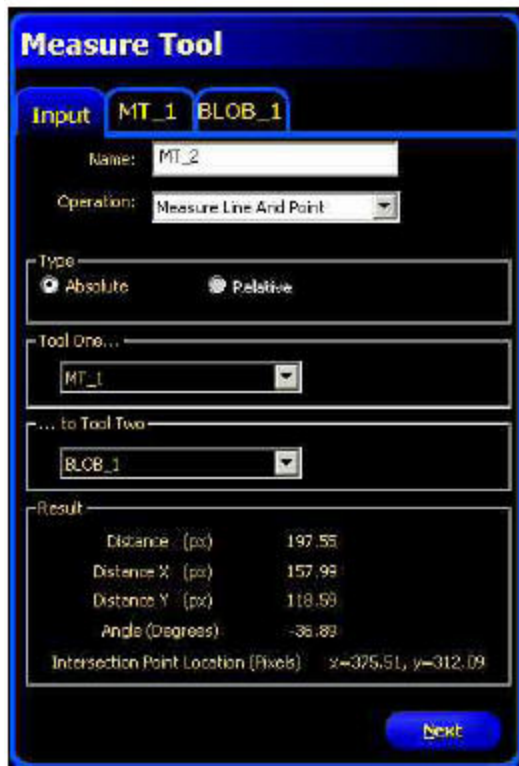 Measure Tool
Input MT_1 BLOB_1
Name: MT_2
Operation: Measure Line And Point
Type
Absolute Relative
Tool One...
MT_1
... to Tool Two
BLOB_1
Result
Distance (px) 197.55
Distance X (px) 157.99
Distance Y (px) 118.59
Angle (Degrees) -36.89
Intersection Point Location (Pixels) x=375.51, y=312.09
Next